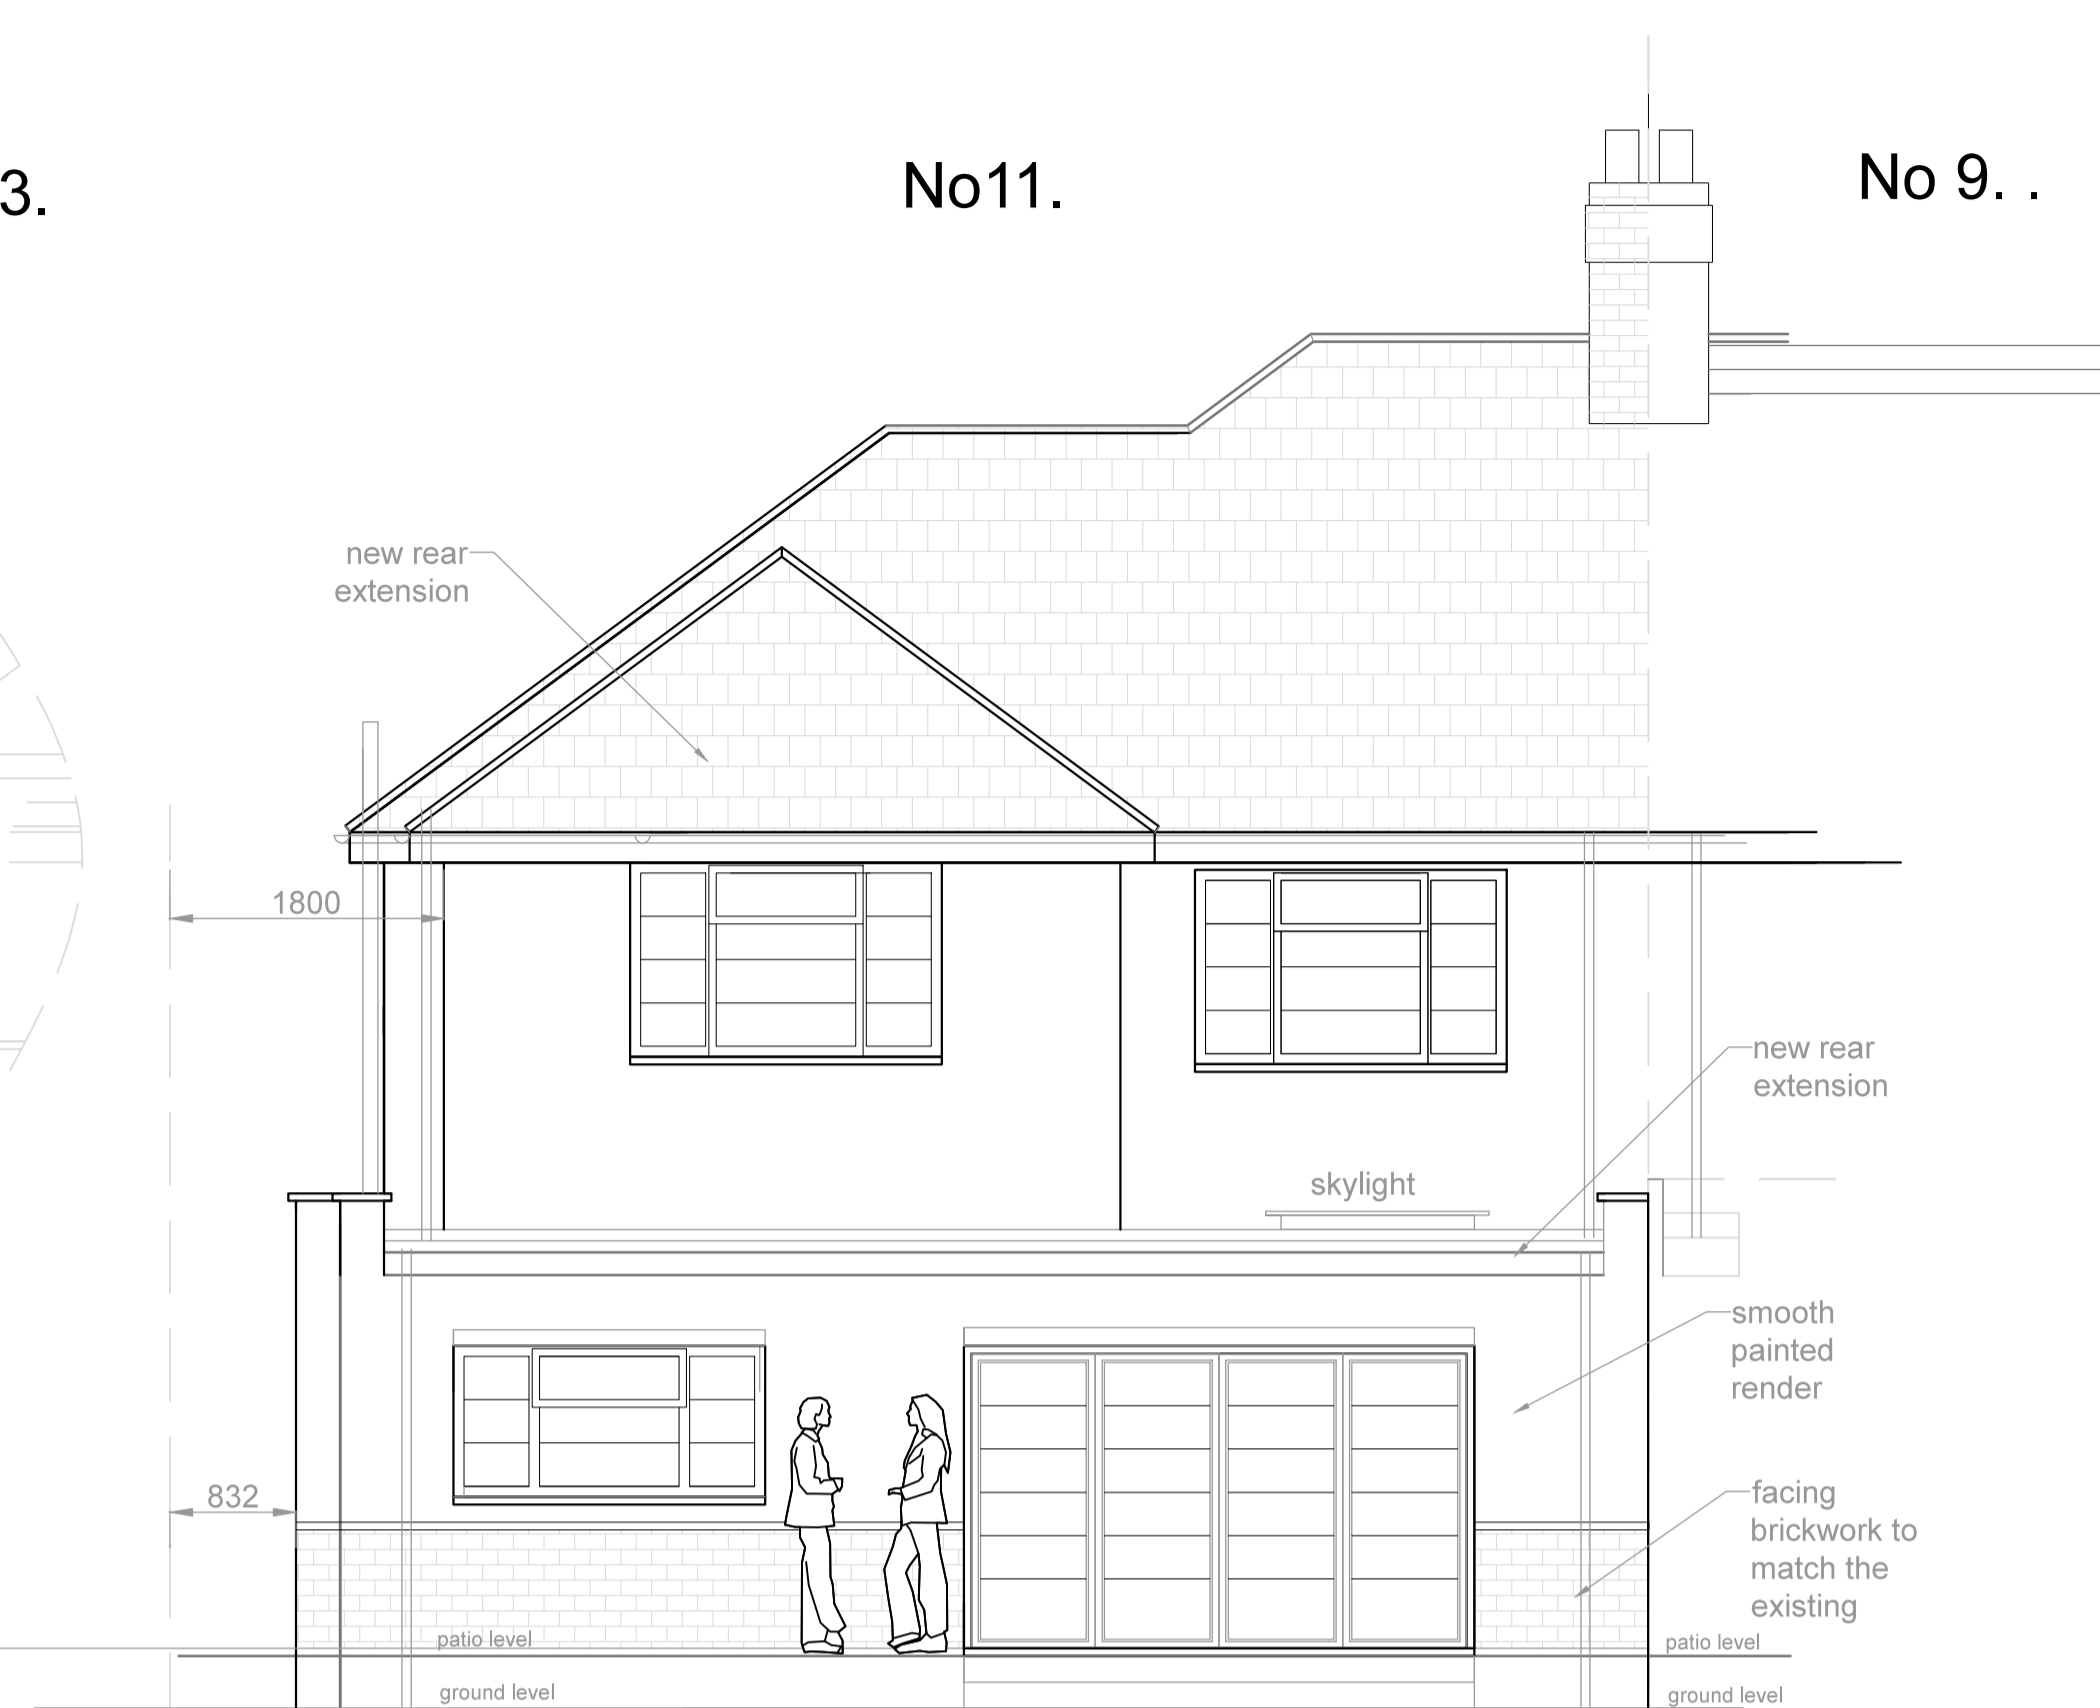 3.
No11.
No 9. .
new rear
extension
1800
new rear
extension
skylight
smooth
painted
render
832
facing
brickwork to
match the
existing
patio level
patio level
ground level
ground level